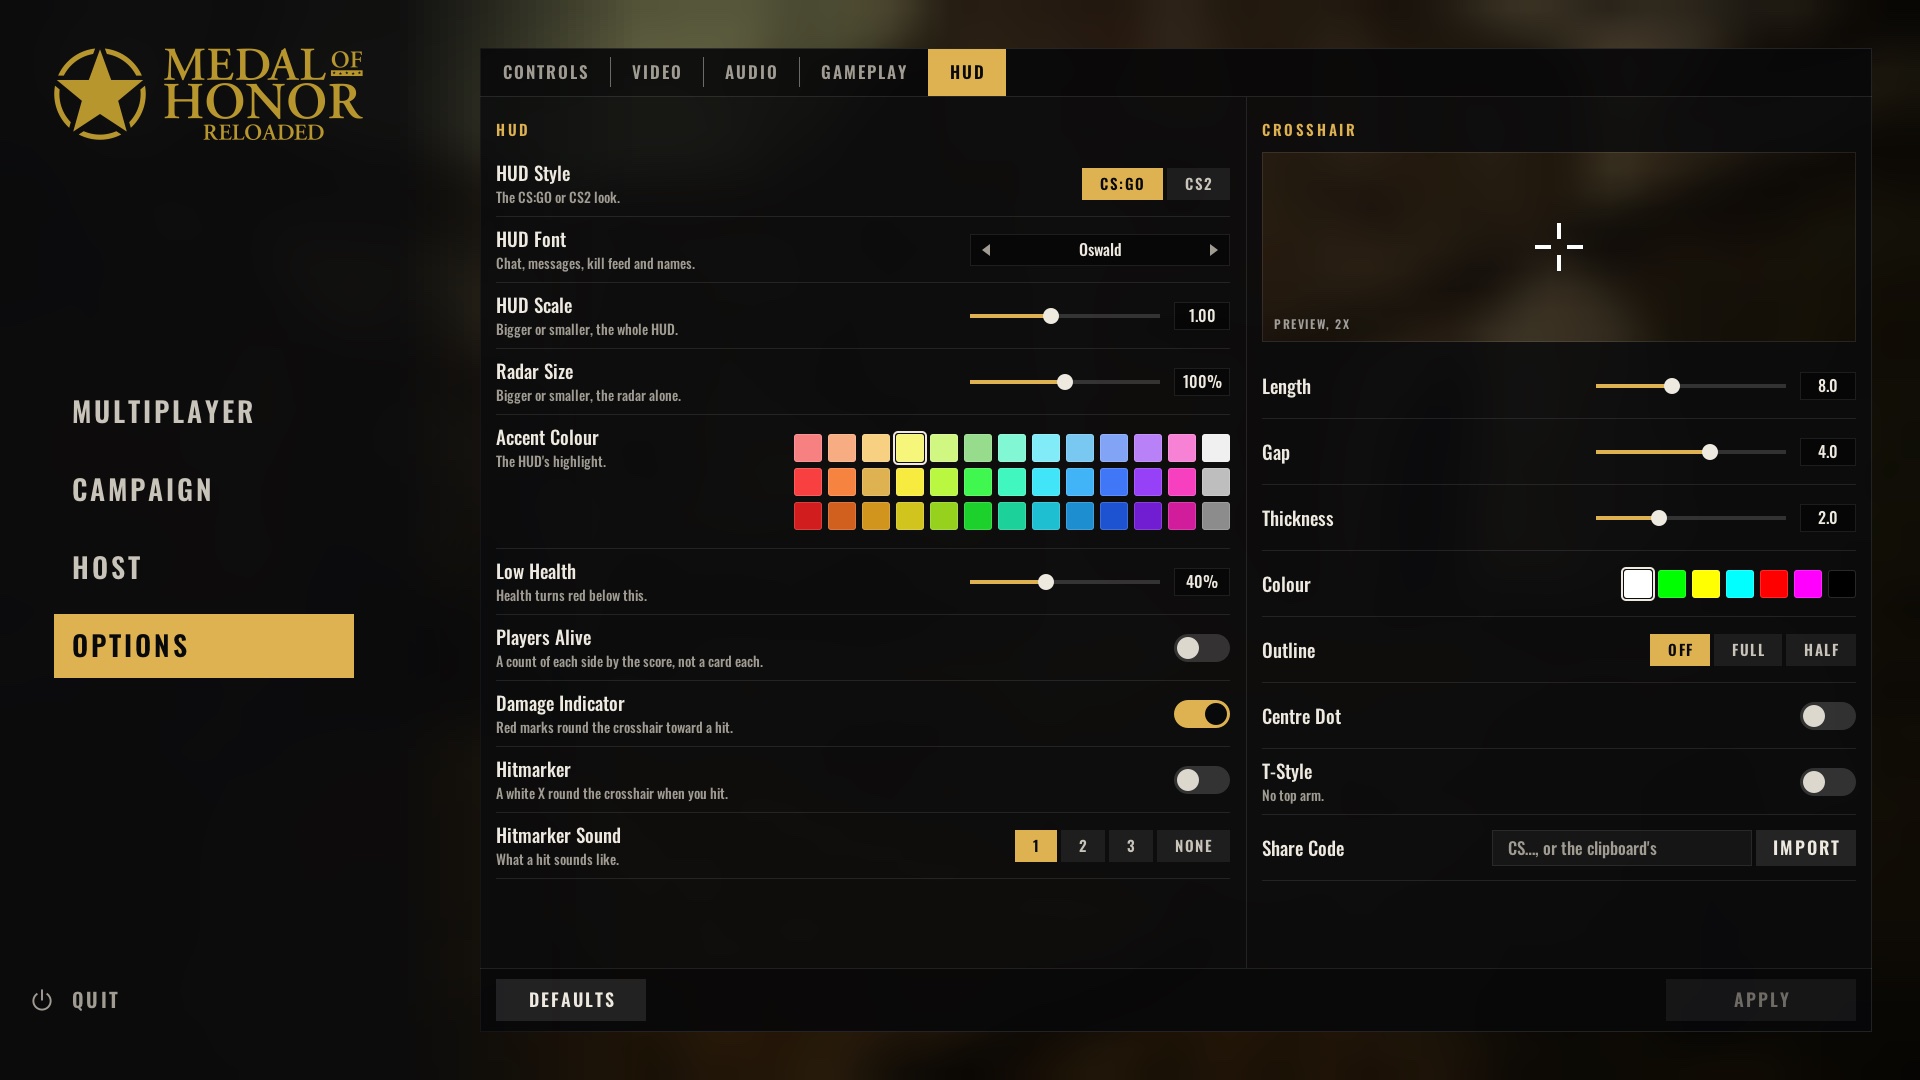 MEDAL OF
HONOR
RELOADED
CONTROLS
VIDEO
AUDIO
GAMEPLAY
HUD
MULTIPLAYER
CAMPAIGN
HOST
OPTIONS
QUIT
HUD
HUD Style
The CS:GO or CS2 look.
CS:GO
CS2
HUD Font
Chat, messages, kill feed and names.
Oswald
HUD Scale
Bigger or smaller, the whole HUD.
1.00
Radar Size
Bigger or smaller, the radar alone.
100%
Accent Colour
The HUD's highlight.
Low Health
Health turns red below this.
40%
Players Alive
A count of each side by the score, not a card each.
Damage Indicator
Red marks round the crosshair toward a hit.
Hitmarker
A white X round the crosshair when you hit.
Hitmarker Sound
What a hit sounds like.
1
2
3
NONE
CROSSHAIR
PREVIEW, 2X
Length
8.0
Gap
4.0
Thickness
2.0
Colour
Outline
OFF
FULL
HALF
Centre Dot
T-Style
No top arm.
Share Code
CS..., or the clipboard's
IMPORT
DEFAULTS
APPLY